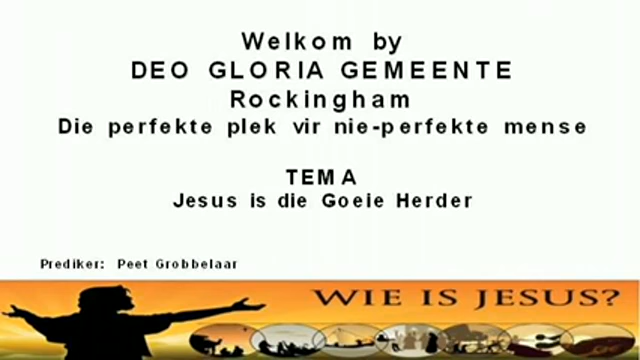 Welkom by
DEO GLORIA GEMEENTE
Rockingham
Die perfekte plek vir nie-perfekte mense
TEMA
Jesus is die Goeie Herder
Prediker: Peet Grobbelaar
WIE IS JESUS?